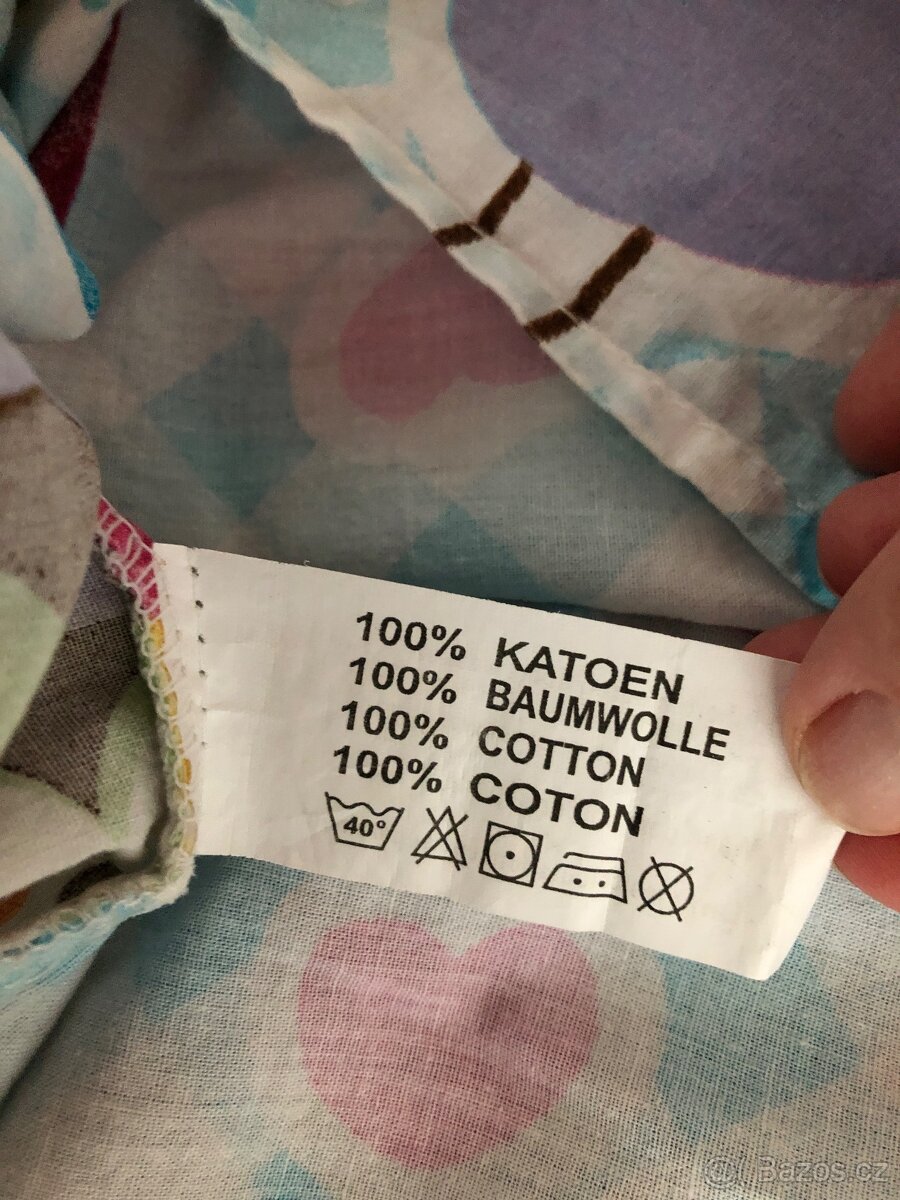 100% KATOEN
100% BAUMWOLLE
100% COTTON
100% COTON
40°
@ Bazos.cz